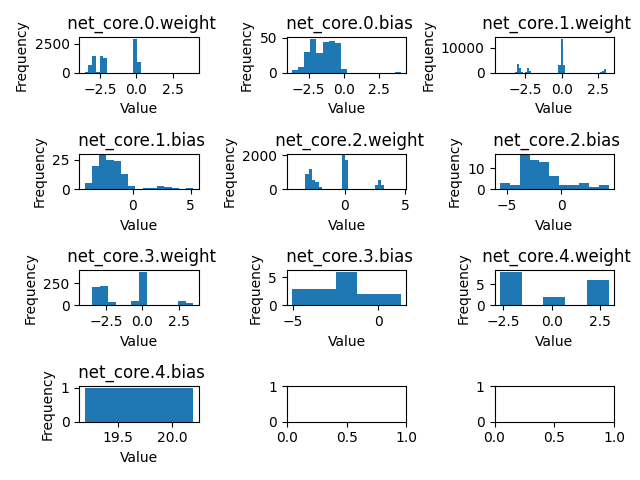 net_core.0.weight net_core.0.bias net_core.1.weight
Frequency 2500 0 −2.5 0.0 2.5 Value
Frequency 50 0 −2.5 0.0 2.5 Value
Frequency 10000 0 −2.5 0.0 2.5 Value
net_core.1.bias net_core.2.weight net_core.2.bias
Frequency 25 0 0 5 Value
Frequency 2000 0 0 5 Value
Frequency 10 0 −5 0 Value
net_core.3.weight net_core.3.bias net_core.4.weight
Frequency 250 0 −2.5 0.0 2.5 Value
Frequency 5 0 −5 0 Value
Frequency 5 0 −2.5 0.0 2.5 Value
net_core.4.bias
Frequency 1 0 19.5 20.0 Value
1 0 0.0 0.5 1.0
1 0 0.0 0.5 1.0